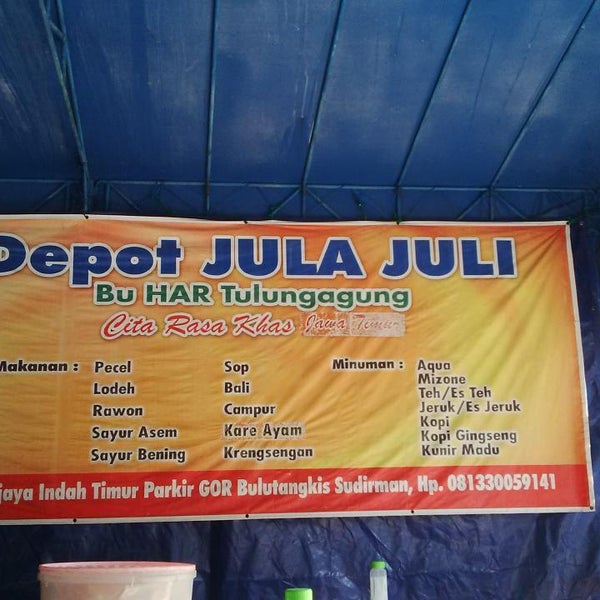 Depot JULA JULI
Bu HAR Tulungagung
Cita Rasa Khas Jawa Timur
Makanan :
Pecel
Lodeh
Rawon
Sayur Asem
Sayur Bening
Sop
Bali
Campur
Kare Ayam
Krengsengan
Minuman :
Aqua
Mizone
Teh/Es Teh
Jeruk/Es Jeruk
Kopi
Kopi Gingseng
Kunir Madu
jaya Indah Timur Parkir GOR Bulutangkis Sudirman, Hp. 081330059141